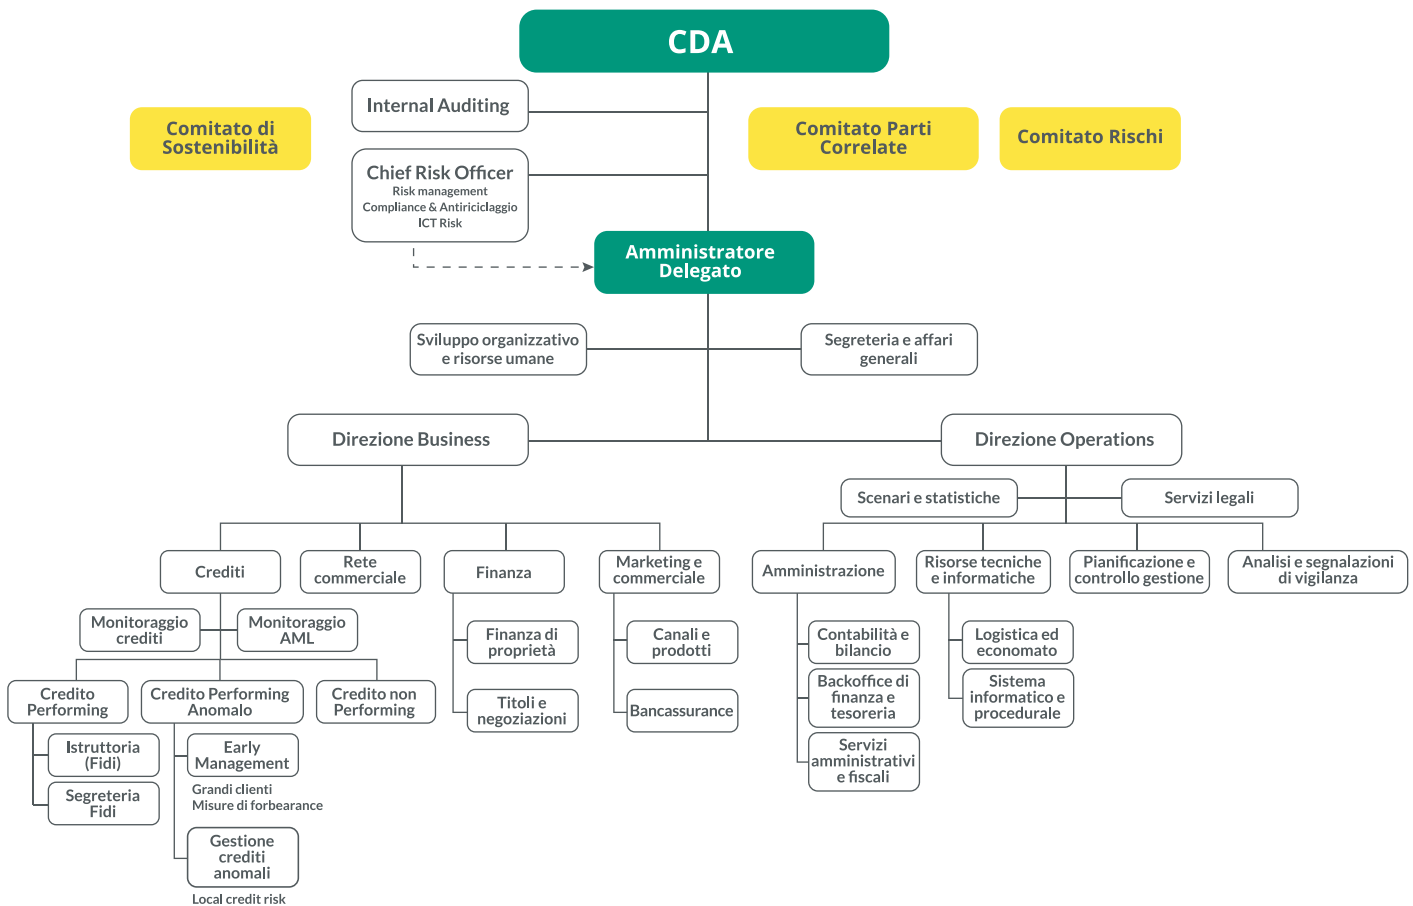 CDA
Internal Auditing
Comitato di
Sostenibilità
Comitato Parti
Correlate
Comitato Rischi
Chief Risk Officer
Risk management
Compliance & Antiriciclaggio
ICT Risk
Amministratore
Delegato
Sviluppo organizzativo
e risorse umane
Segreteria e affari
generali
Direzione Business
Direzione Operations
Scenari e statistiche
Servizi legali
Crediti
Rete
commerciale
Finanza
Marketing e
commerciale
Amministrazione
Risorse tecniche
e informatiche
Pianificazione e
controllo gestione
Analisi e segnalazioni
di vigilanza
Monitoraggio
crediti
Monitoraggio
AML
Finanza di
proprietà
Canali e
prodotti
Contabilità e
bilancio
Logistica ed
economato
Credito
Performing
Credito Performing
Anomalo
Credito non
Performing
Titoli e
negoziazioni
Bancassurance
Backoffice di
finanza e
tesoreria
Sistema
informatico e
procedurale
Istruttoria
(Fidi)
Early
Management
Servizi
amministrativi
e fiscali
Segreteria
Fidi
Grandi clienti
Misure di forbearance
Gestione
crediti
anomali
Local credit risk